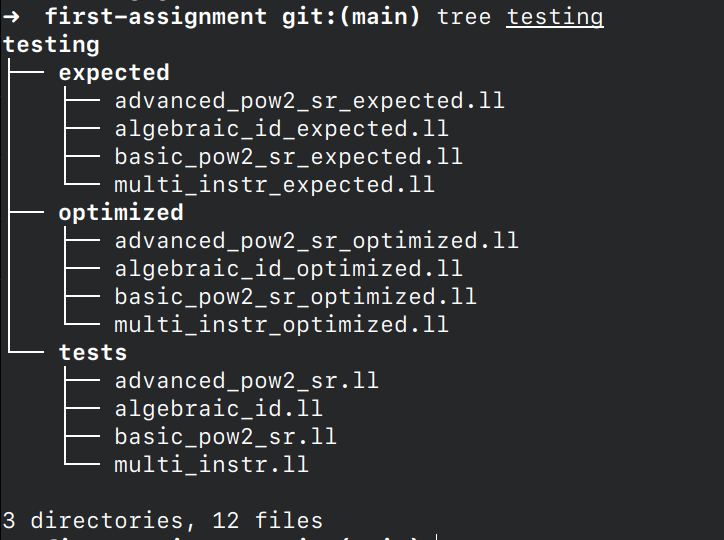 ➜  first-assignment git:(main) tree testing
testing
├── expected
│   ├── advanced_pow2_sr_expected.ll
│   ├── algebraic_id_expected.ll
│   ├── basic_pow2_sr_expected.ll
│   └── multi_instr_expected.ll
├── optimized
│   ├── advanced_pow2_sr_optimized.ll
│   ├── algebraic_id_optimized.ll
│   ├── basic_pow2_sr_optimized.ll
│   └── multi_instr_optimized.ll
└── tests
    ├── advanced_pow2_sr.ll
    ├── algebraic_id.ll
    ├── basic_pow2_sr.ll
    └── multi_instr.ll

3 directories, 12 files